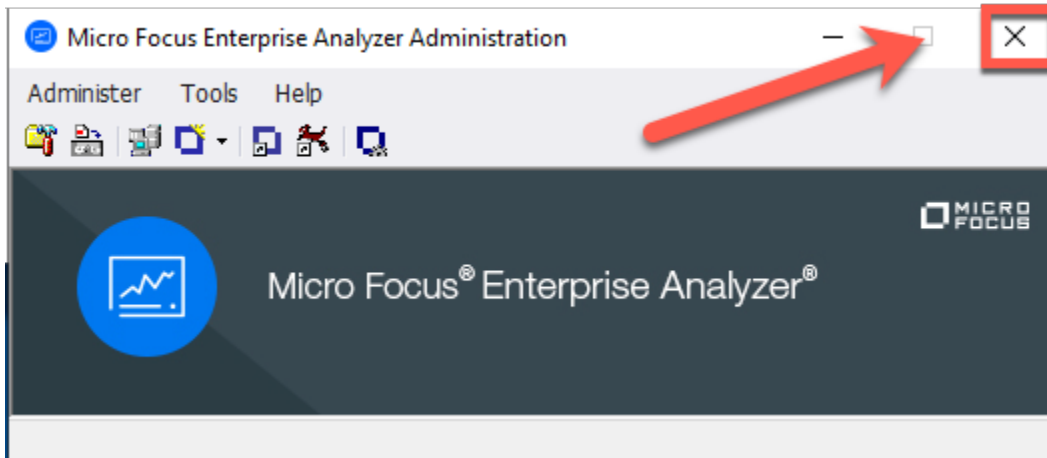 Micro Focus Enterprise Analyzer Administration
Administer Tools Help
MICRO
FOCUS
Micro Focus® Enterprise Analyzer®